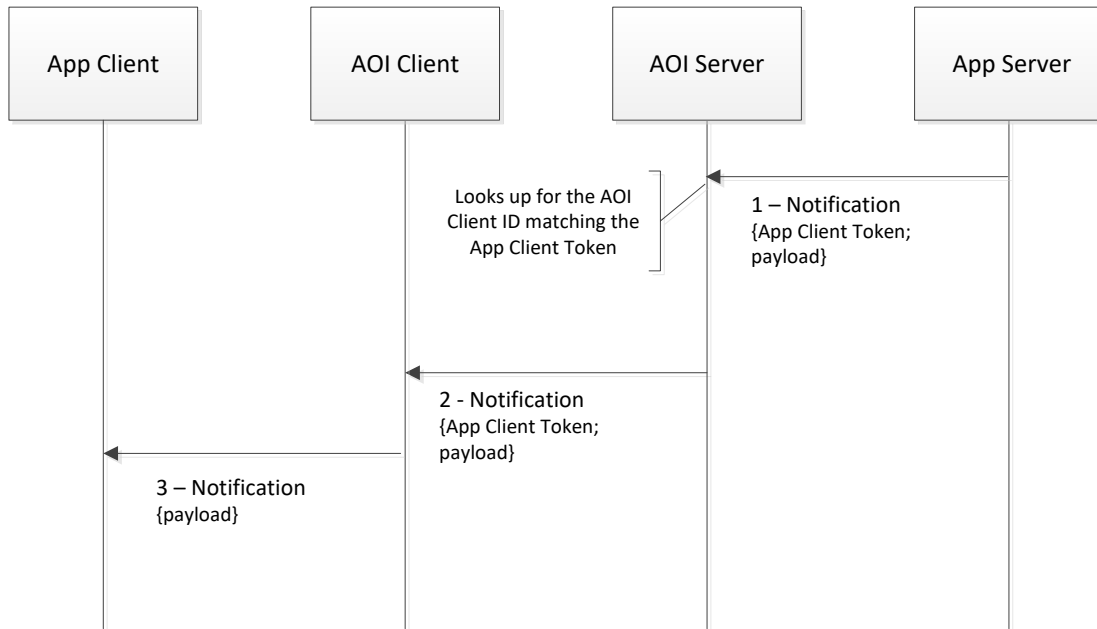 App Client
AOI Client
AOI Server
App Server
Looks up for the AOI
Client ID matching the
App Client Token
1 – Notification
{App Client Token;
payload}
2 - Notification
{App Client Token;
payload}
3 – Notification
{payload}